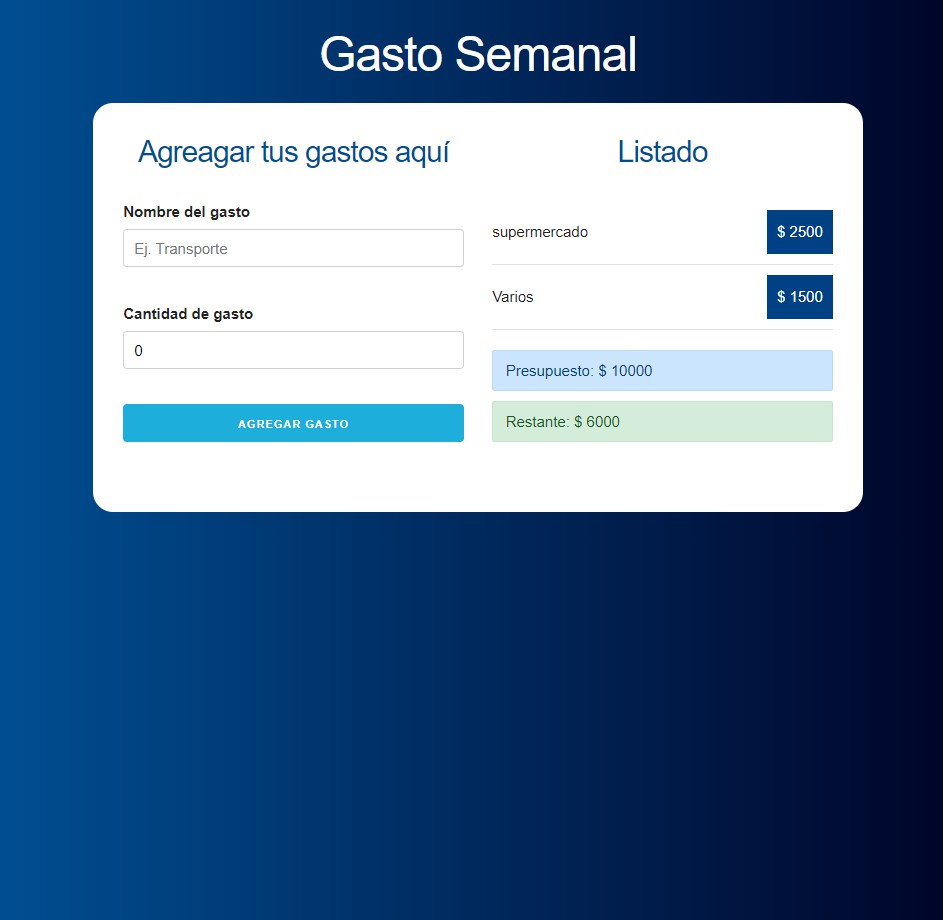 Gasto Semanal
Agreagar tus gastos aquí
Nombre del gasto
Ej. Transporte
Cantidad de gasto
0
AGREGAR GASTO
Listado
supermercado
$ 2500
Varios
$ 1500
Presupuesto: $ 10000
Restante: $ 6000